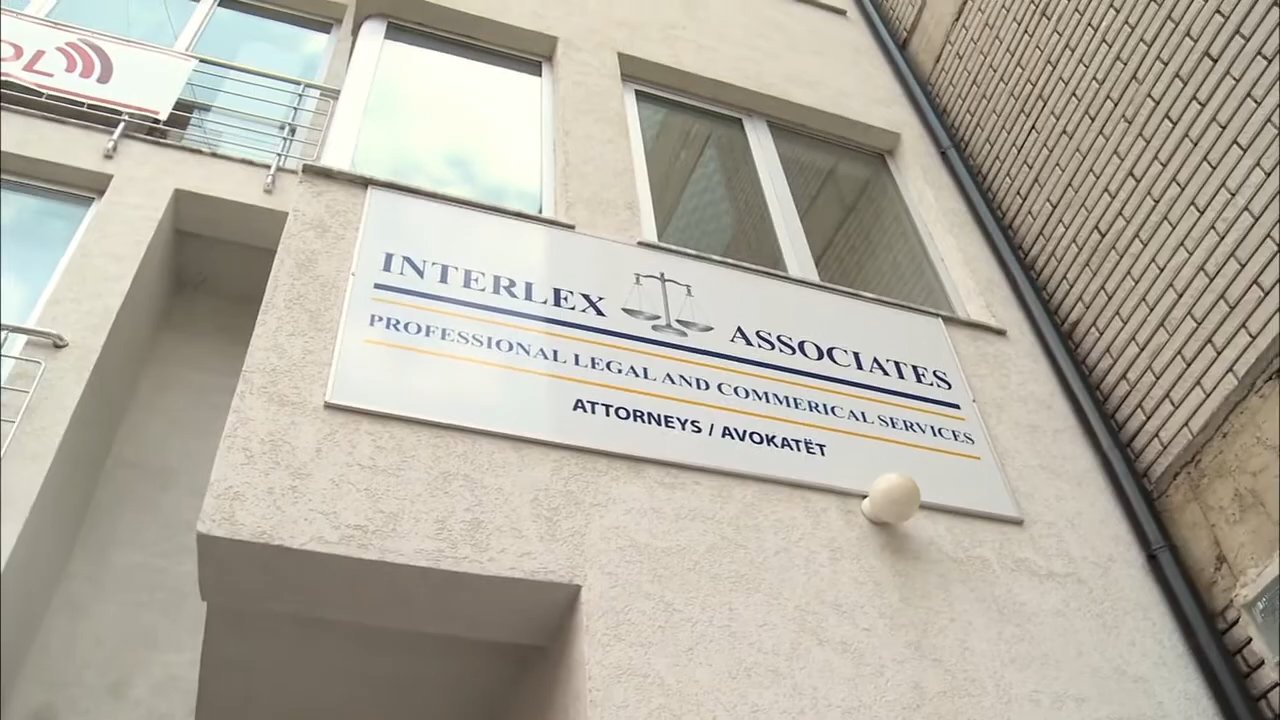 INTERLEX ASSOCIATES
PROFESSIONAL LEGAL AND COMMERICAL SERVICES
ATTORNEYS / AVOKATËT